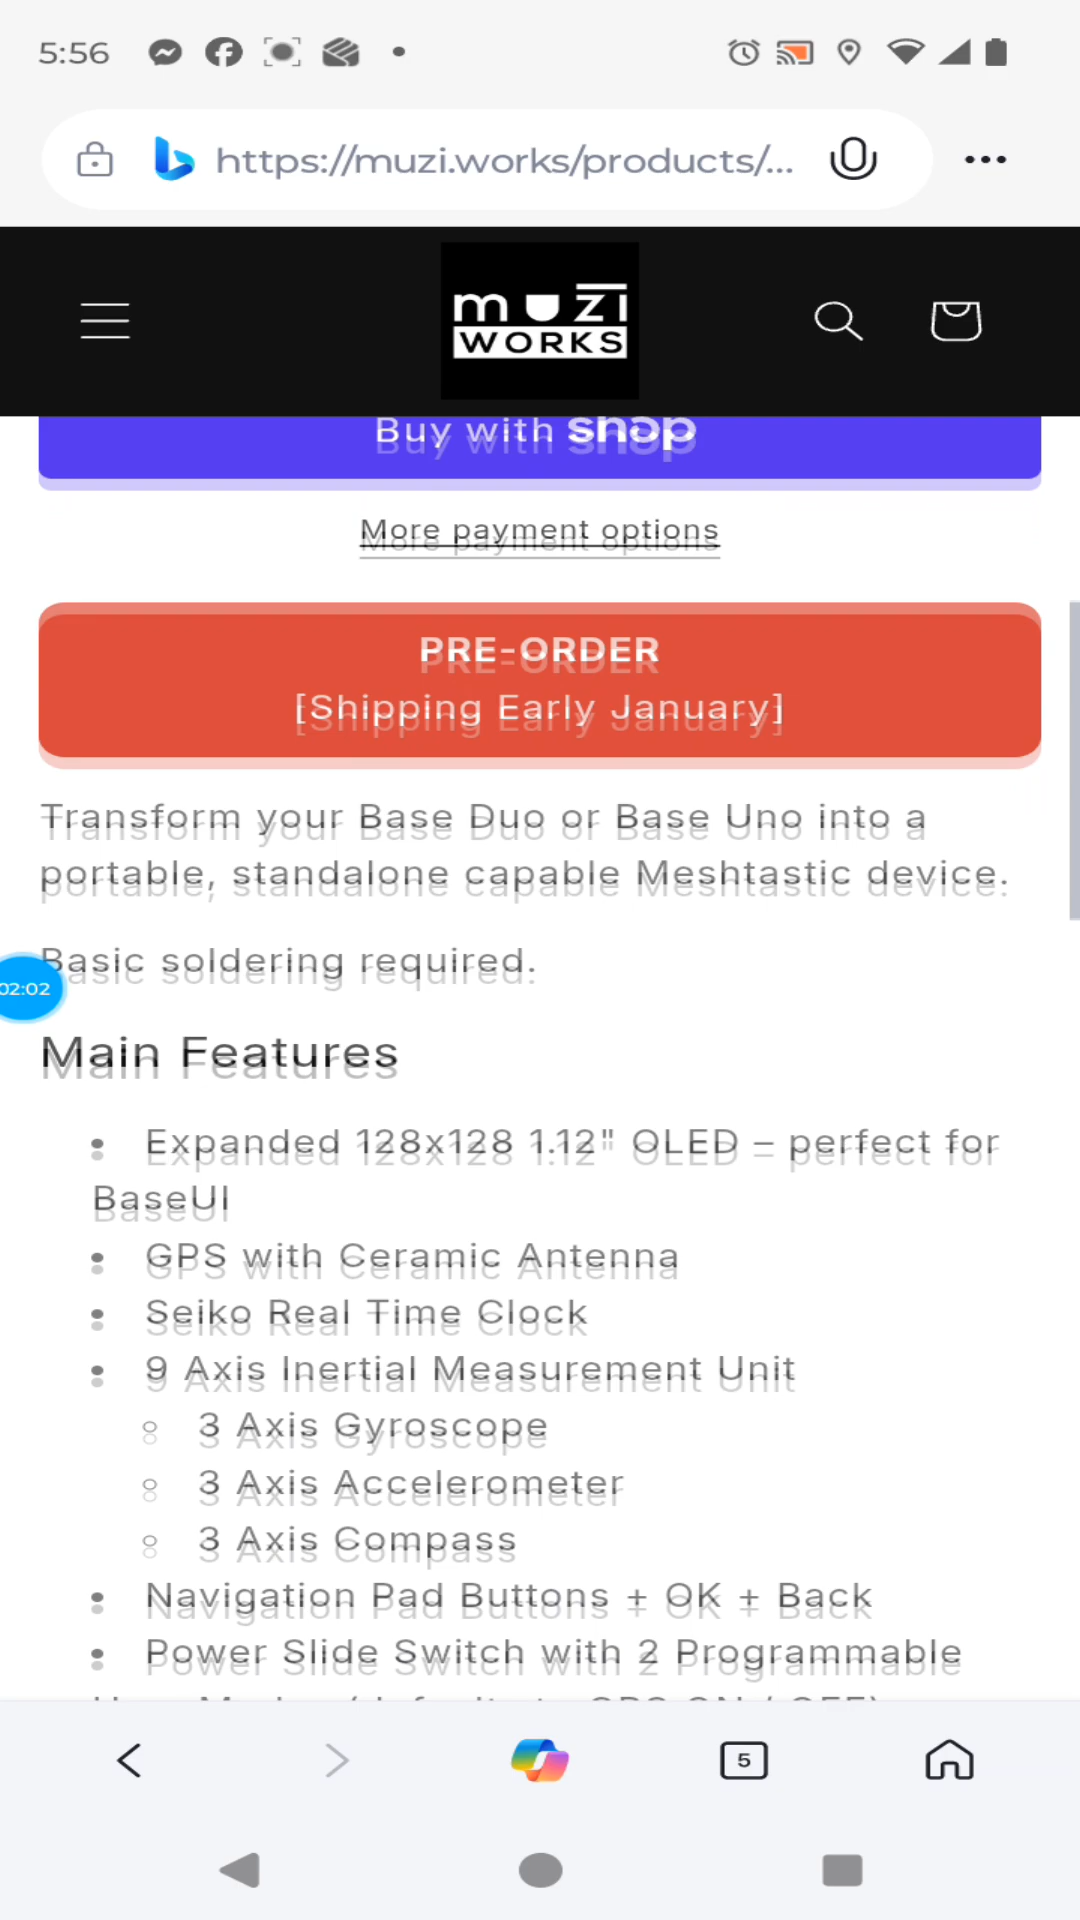 5:56
https://muzi.works/products/...
muzi
WORKS
Buy with shop
More payment options
PRE-ORDER
[Shipping Early January]
Transform your Base Duo or Base Uno into a
portable, standalone capable Meshtastic device.
Basic soldering required.
02:02
Main Features
• Expanded 128x128 1.12" OLED – perfect for
BaseUI
• GPS with Ceramic Antenna
• Seiko Real Time Clock
• 9 Axis Inertial Measurement Unit
○ 3 Axis Gyroscope
○ 3 Axis Accelerometer
○ 3 Axis Compass
• Navigation Pad Buttons + OK + Back
• Power Slide Switch with 2 Programmable
5